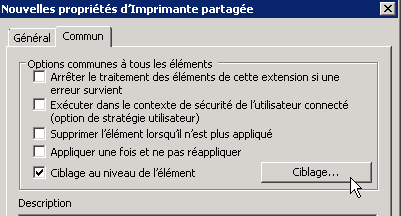 Nouvelles propriétés d'Imprimante partagée
Général
Commun
Options communes à tous les éléments
Arrêter le traitement des éléments de cette extension si une
erreur survient
Exécuter dans le contexte de sécurité de l'utilisateur connecté
(option de stratégie utilisateur)
Supprimer l'élément lorsqu'il n'est plus appliqué
Appliquer une fois et ne pas réappliquer
Ciblage au niveau de l'élément
Ciblage...
Description